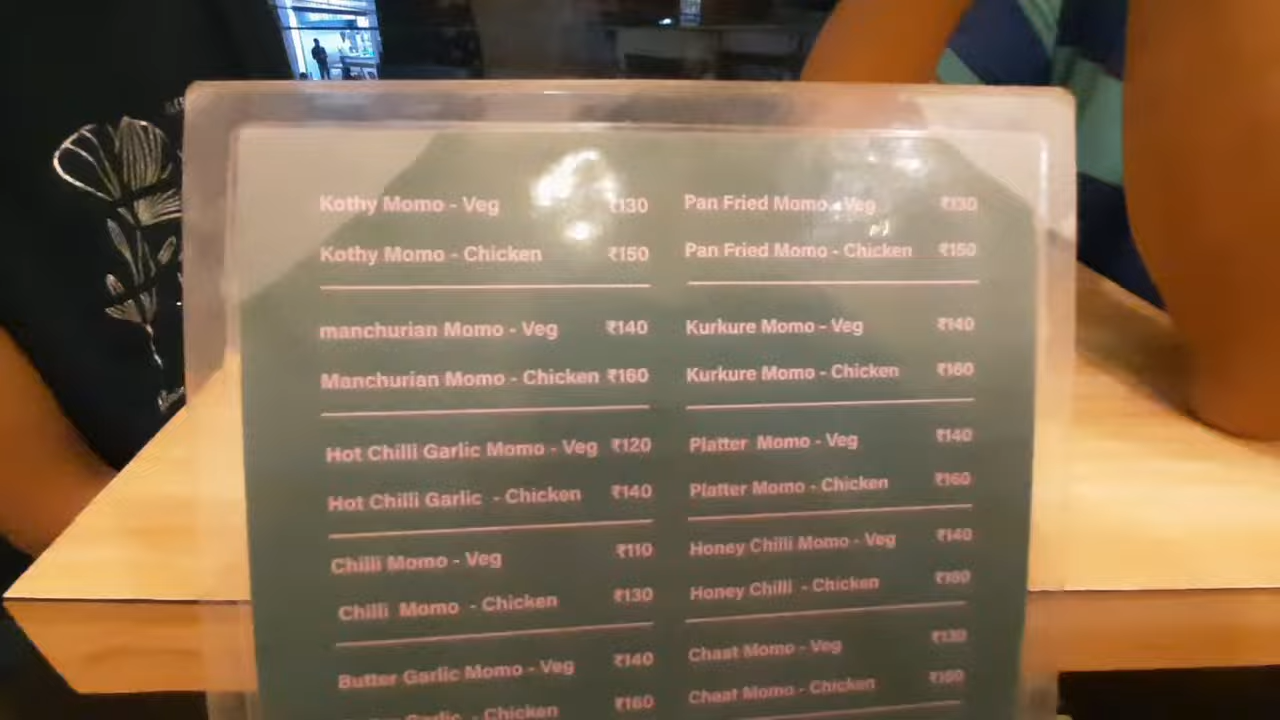 Kothy Momo - Veg ₹130
Kothy Momo - Chicken ₹150
manchurian Momo - Veg ₹140
Manchurian Momo - Chicken ₹160
Hot Chilli Garlic Momo - Veg ₹120
Hot Chilli Garlic - Chicken ₹140
Chilli Momo - Veg ₹110
Chilli Momo - Chicken ₹130
Butter Garlic Momo - Veg ₹140
Garlic - Chicken ₹160
Pan Fried Momo - Veg ₹130
Pan Fried Momo - Chicken ₹150
Kurkure Momo - Veg ₹140
Kurkure Momo - Chicken ₹160
Platter Momo - Veg ₹140
Platter Momo - Chicken ₹160
Honey Chilli Momo - Veg ₹140
Honey Chilli - Chicken ₹160
Chaat Momo - Veg ₹130
Chaat Momo - Chicken